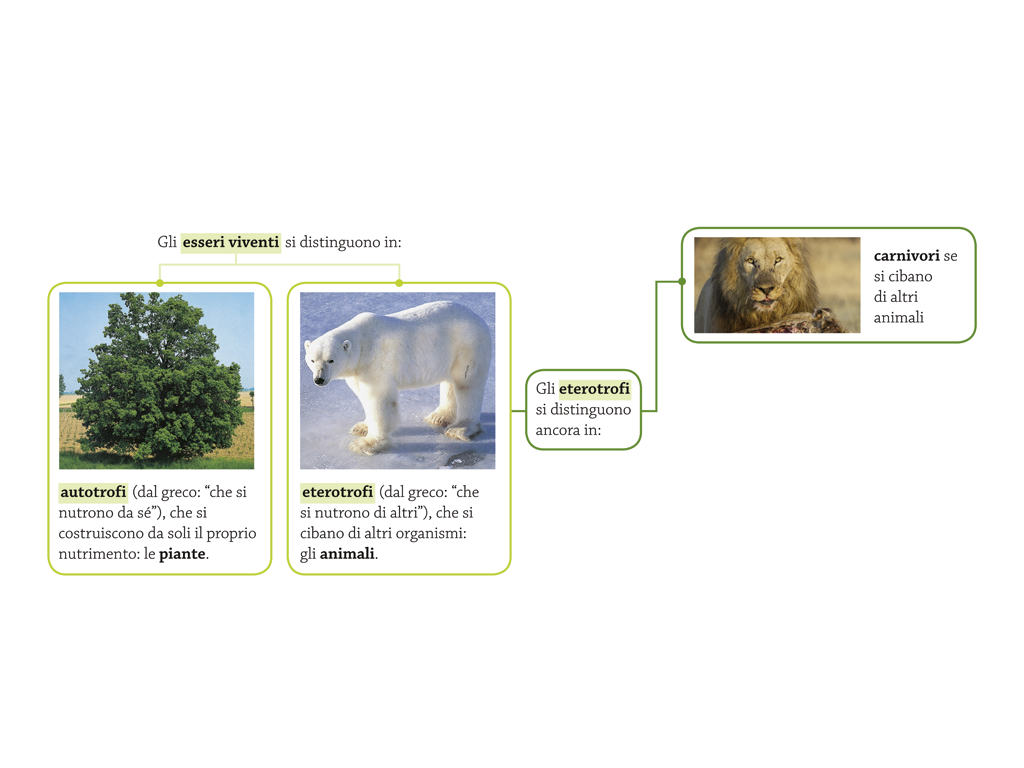 Gli esseri viventi si distinguono in:
autotrofi (dal greco: “che si
nutrono da sé”), che si
costruiscono da soli il proprio
nutrimento: le piante.
eterotrofi (dal greco: “che
si nutrono di altri”), che si
cibano di altri organismi:
gli animali.
Gli eterotrofi
si distinguono
ancora in:
carnivori se
si cibano
di altri
animali